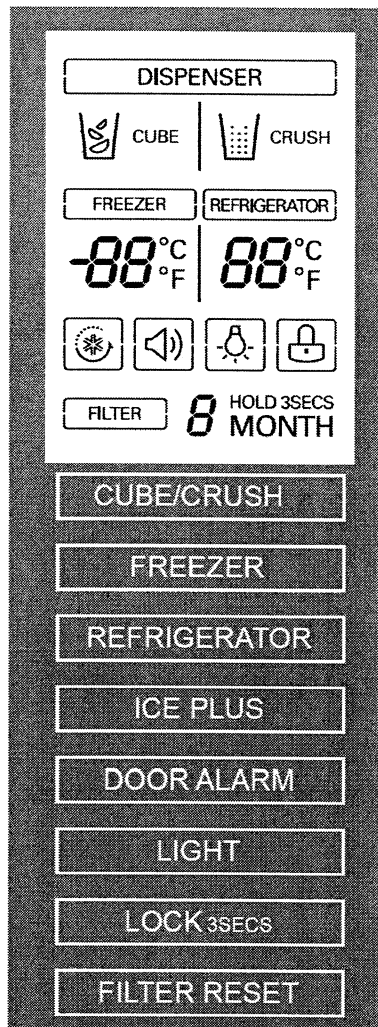 DISPENSER
CUBE CRUSH
FREEZER REFRIGERATOR
-88°C °F 88°C °F
FILTER 8 HOLD 3SECS MONTH
CUBE/CRUSH
FREEZER
REFRIGERATOR
ICE PLUS
DOOR ALARM
LIGHT
LOCK 3SECS
FILTER RESET